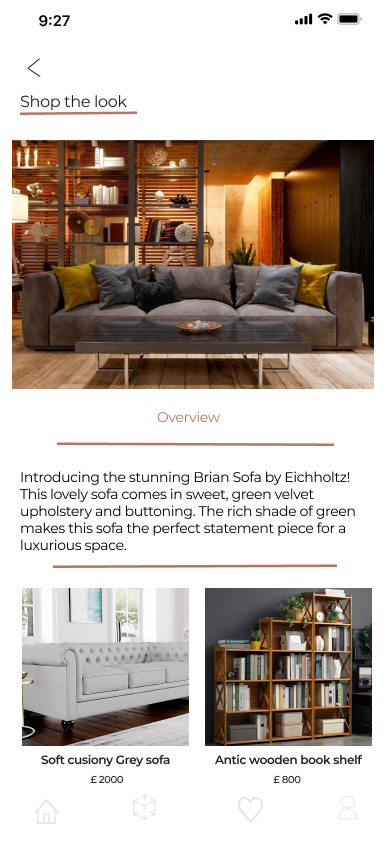 9:27
Shop the look
Overview
Introducing the stunning Brian Sofa by Eichholtz!
This lovely sofa comes in sweet, green velvet
upholstery and buttoning. The rich shade of green
makes this sofa the perfect statement piece for a
luxurious space.
Soft cusiony Grey sofa
Antic wooden book shelf
£ 2000
£ 800